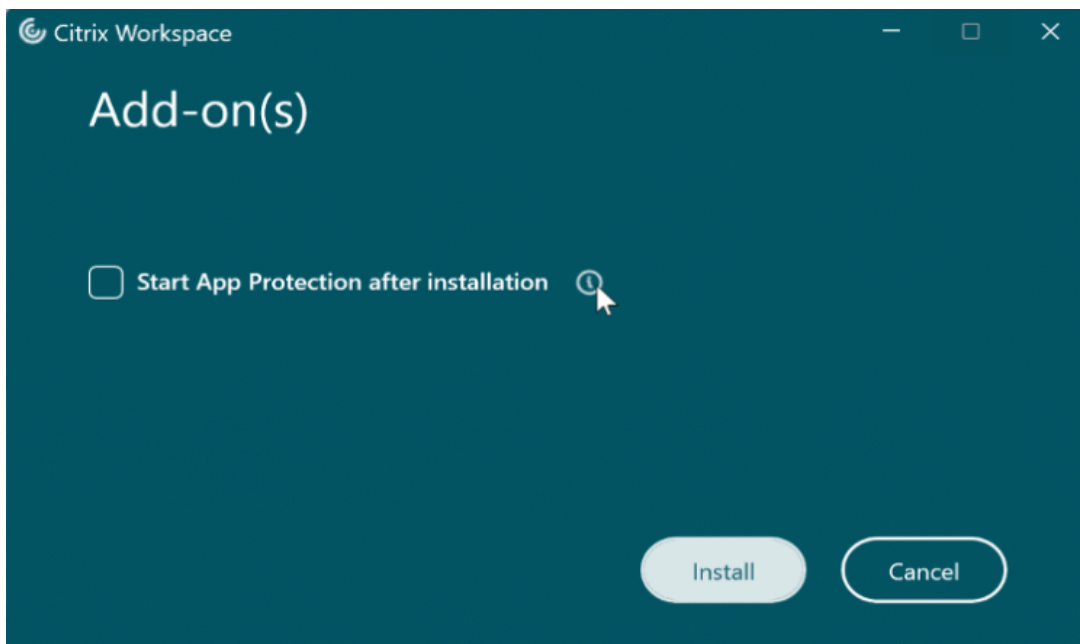 Citrix Workspace
Add-on(s)
Start App Protection after installation
Install
Cancel